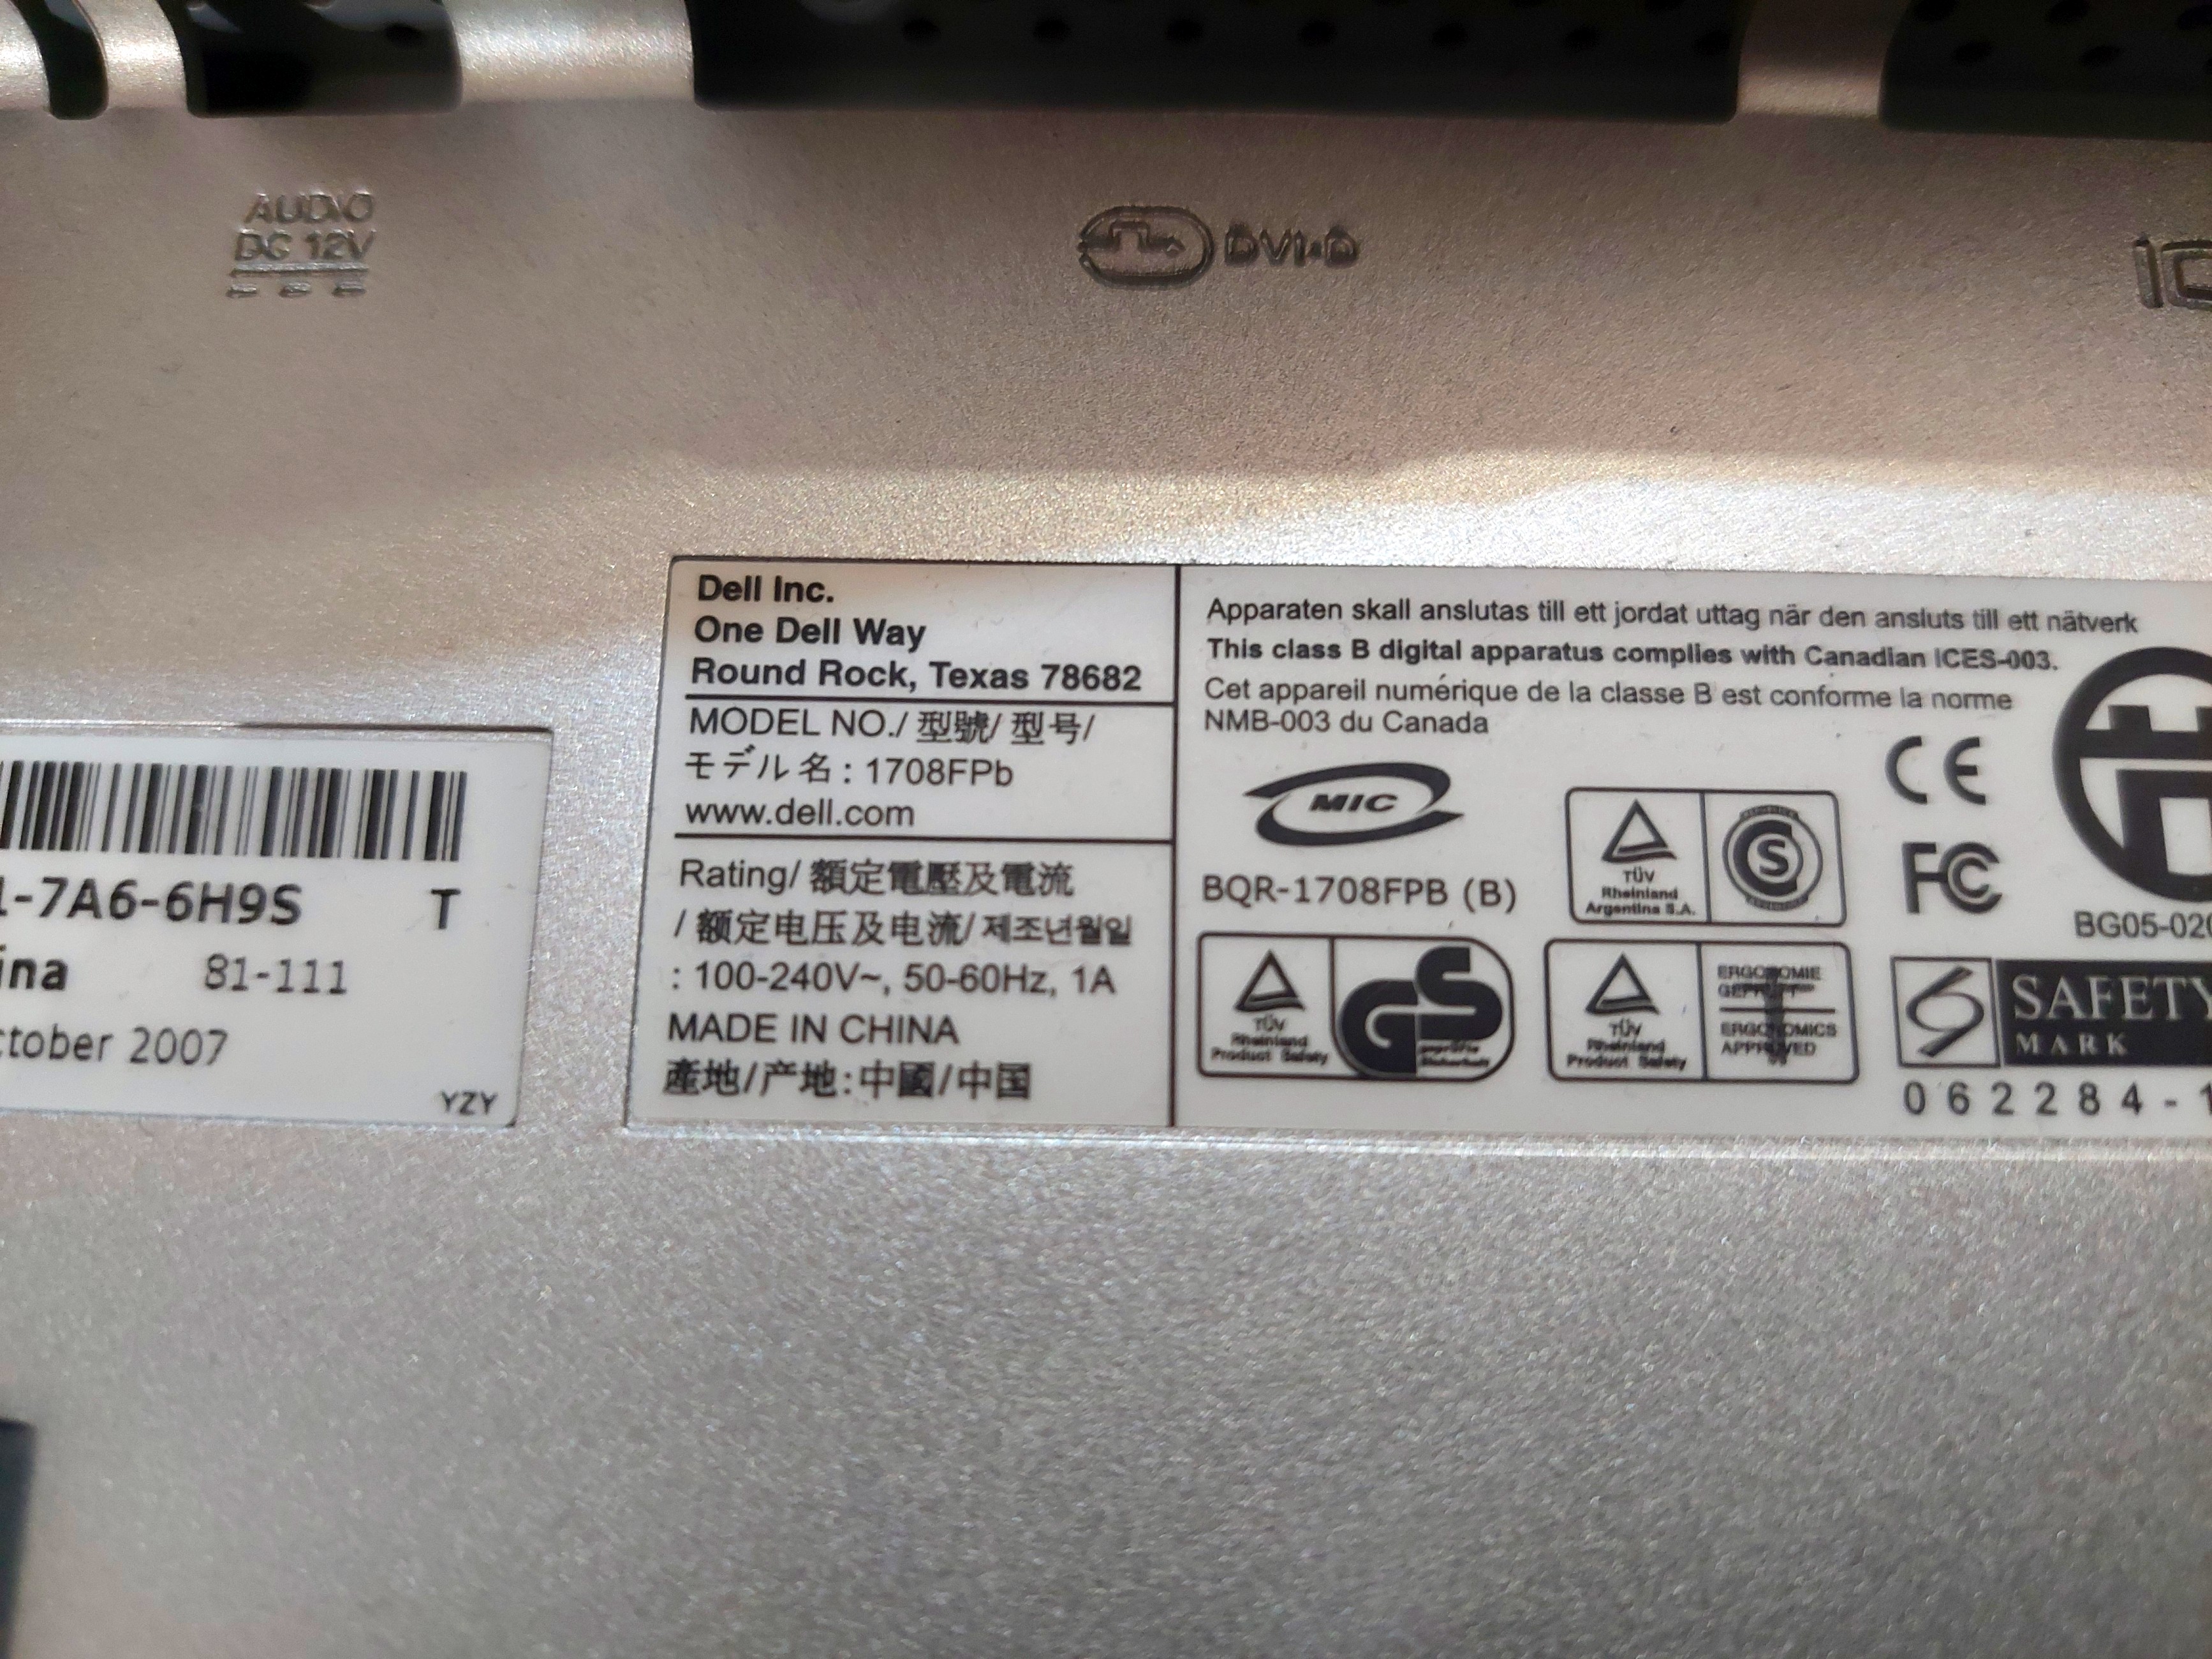 AUDIO
DC 12V
DVI-D
1-7A6-6H9S T
ina 81-111
ctober 2007
YZY
Dell Inc.
One Dell Way
Round Rock, Texas 78682
MODEL NO./ 型號/ 型号/
モデル名 : 1708FPb
www.dell.com
Rating/ 額定電壓及電流
/ 额定电压及电流/ 제조년월일
: 100-240V~, 50-60Hz, 1A
MADE IN CHINA
產地/产地:中國/中国
Apparaten skall anslutas till ett jordat uttag när den ansluts till ett nätverk
This class B digital apparatus complies with Canadian ICES-003.
Cet appareil numérique de la classe B est conforme la norme
NMB-003 du Canada
MIC
BQR-1708FPB (B)
TÜV
Rheinland
Argentina S.A.
S
CE
FC
BG05-020
TÜV
Rheinland
Product Safety
GS
geprüfte
Sicherheit
TÜV
Rheinland
Product Safety
ERGONOMIE
GEPRÜFT
ERGONOMICS
APPROVED
SAFETY
MARK
062284-1